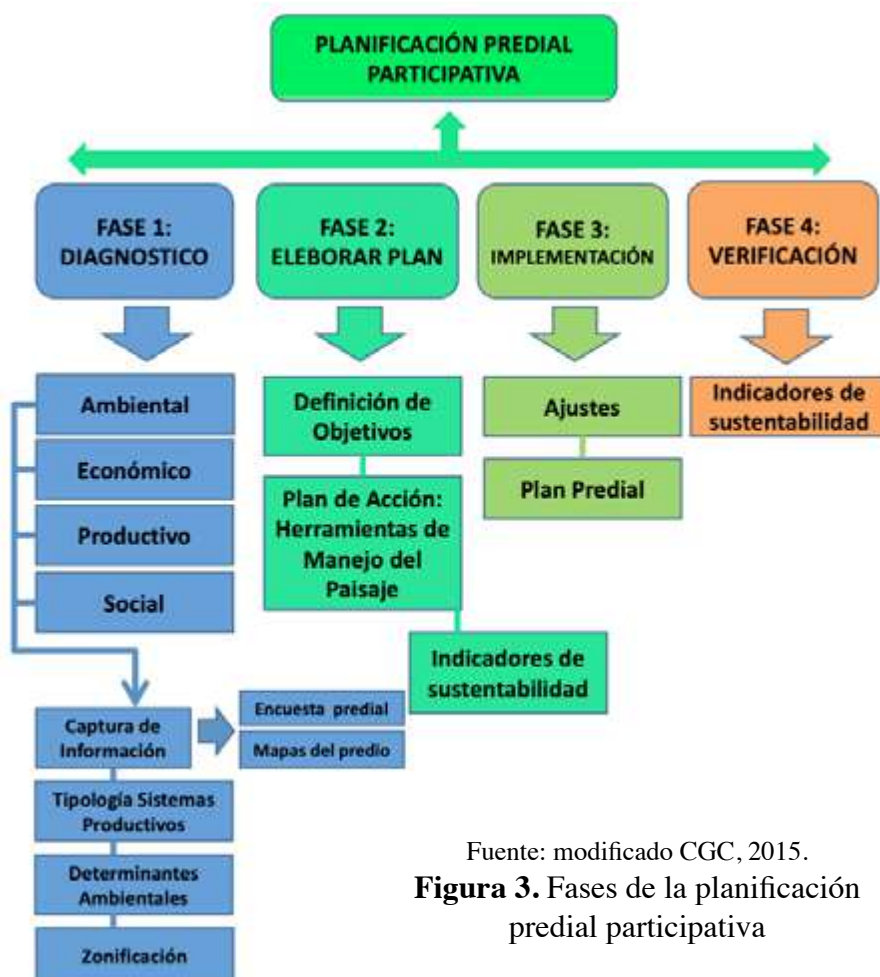 PLANIFICACIÓN PREDIAL
PARTICIPATIVA
FASE 1:
DIAGNOSTICO
FASE 2:
ELEBORAR PLAN
FASE 3:
IMPLEMENTACIÓN
FASE 4:
VERIFICACIÓN
Ambiental
Económico
Productivo
Social
Captura de
Información
Encuesta predial
Mapas del predio
Tipología Sistemas
Productivos
Determinantes
Ambientales
Zonificación
Definición de
Objetivos
Plan de Acción:
Herramientas de
Manejo del
Paisaje
Indicadores de
sustentabilidad
Ajustes
Plan Predial
Indicadores de
sustentabilidad
Fuente: modificado CGC, 2015.
Figura 3. Fases de la planificación
predial participativa